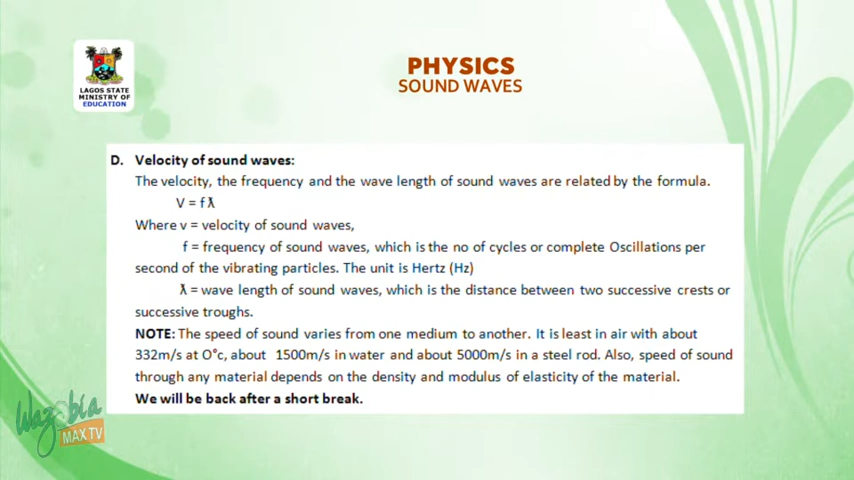 LAGOS STATE
MINISTRY OF
EDUCATION
PHYSICS
SOUND WAVES
D. Velocity of sound waves:
The velocity, the frequency and the wave length of sound waves are related by the formula.
V = f ƛ
Where v = velocity of sound waves,
f = frequency of sound waves, which is the no of cycles or complete Oscillations per
second of the vibrating particles. The unit is Hertz (Hz)
ƛ = wave length of sound waves, which is the distance between two successive crests or
successive troughs.
NOTE: The speed of sound varies from one medium to another. It is least in air with about
332m/s at O°c, about 1500m/s in water and about 5000m/s in a steel rod. Also, speed of sound
through any material depends on the density and modulus of elasticity of the material.
We will be back after a short break.
Wazobia
MAX TV